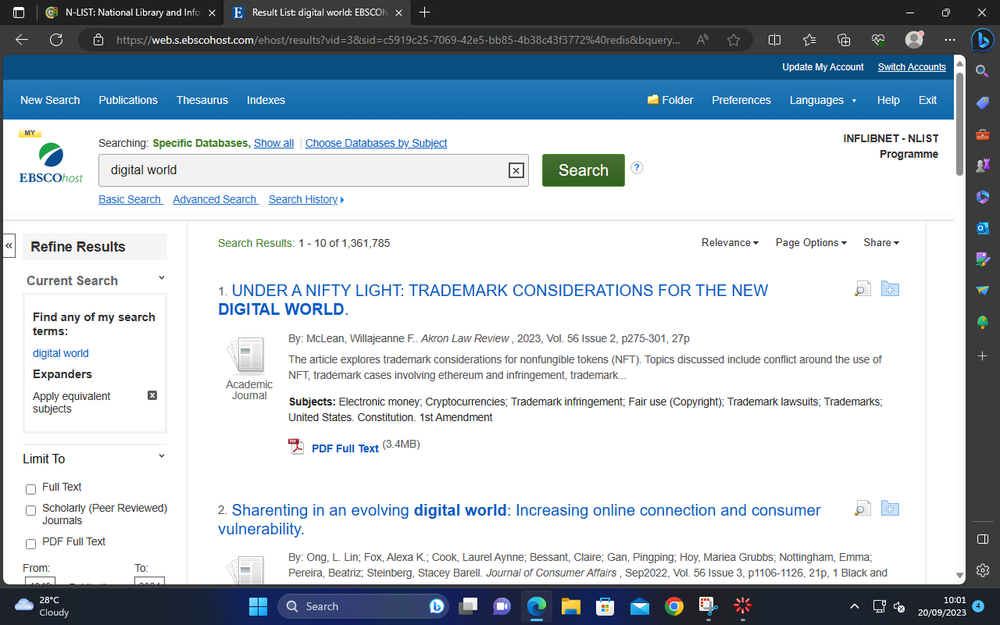 N-LIST: National Library and Info
Result List: digital world: EBSCOh
https://web.s.ebscohost.com/ehost/results?vid=3&sid=c5919c25-7069-42e5-bb85-4b38c43f3772%40redis&bquery...
Update My Account Switch Accounts
New Search Publications Thesaurus Indexes Folder Preferences Languages Help Exit
MY
EBSCOhost
Searching: Specific Databases, Show all Choose Databases by Subject
INFLIBNET - NLIST
Programme
digital world Search ?
Basic Search Advanced Search Search History
«
Refine Results
Current Search
Find any of my search
terms:
digital world
Expanders
Apply equivalent
subjects
Limit To
Full Text
Scholarly (Peer Reviewed)
Journals
PDF Full Text
From: To:
Search Results: 1 - 10 of 1,361,785 Relevance Page Options Share
1. UNDER A NIFTY LIGHT: TRADEMARK CONSIDERATIONS FOR THE NEW
DIGITAL WORLD.
Academic
Journal
By: McLean, Willajeanne F.. Akron Law Review , 2023, Vol. 56 Issue 2, p275-301, 27p
The article explores trademark considerations for nonfungible tokens (NFT). Topics discussed include conflict around the use of
NFT, trademark cases involving ethereum and infringement, trademark...
Subjects: Electronic money; Cryptocurrencies; Trademark infringement; Fair use (Copyright); Trademark lawsuits; Trademarks;
United States. Constitution. 1st Amendment
PDF Full Text (3.4MB)
2. Sharenting in an evolving digital world: Increasing online connection and consumer
vulnerability.
By: Ong, L. Lin; Fox, Alexa K.; Cook, Laurel Aynne; Bessant, Claire; Gan, Pingping; Hoy, Mariea Grubbs; Nottingham, Emma;
Pereira, Beatriz; Steinberg, Stacey Barell. Journal of Consumer Affairs , Sep2022, Vol. 56 Issue 3, p1106-1126, 21p, 1 Black and
28°C
Cloudy
Search
10:01
20/09/2023
4